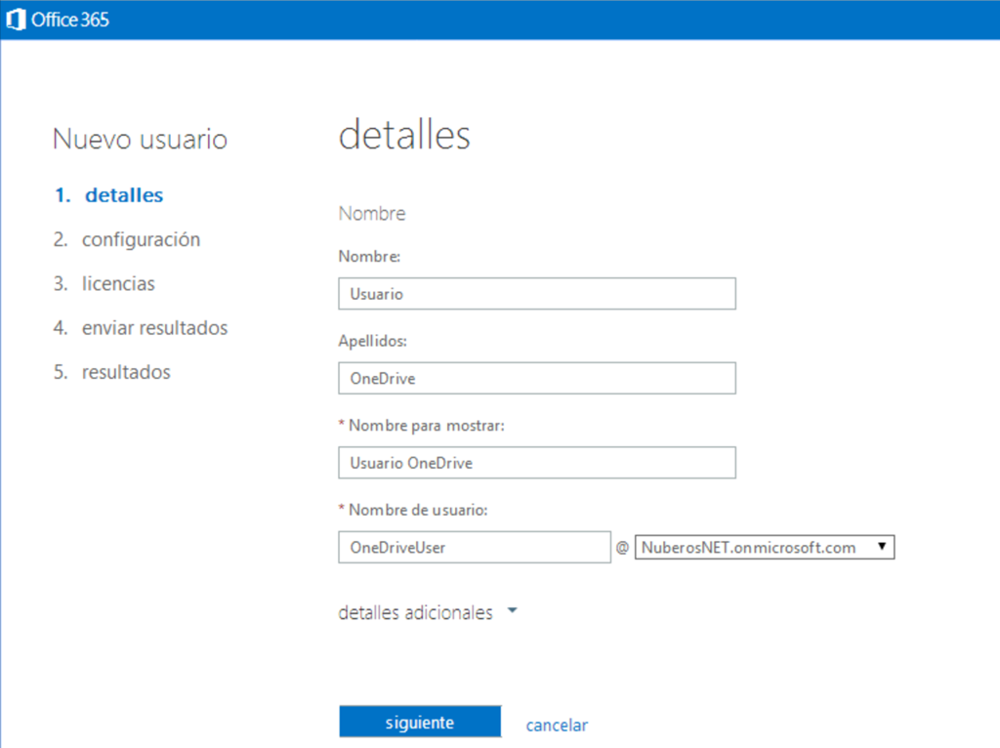 Office 365
Nuevo usuario
1. detalles
2. configuración
3. licencias
4. enviar resultados
5. resultados
detalles
Nombre
Nombre:
Usuario
Apellidos:
OneDrive
* Nombre para mostrar:
Usuario OneDrive
* Nombre de usuario:
OneDriveUser @ NuberosNET.onmicrosoft.com
detalles adicionales
siguiente cancelar